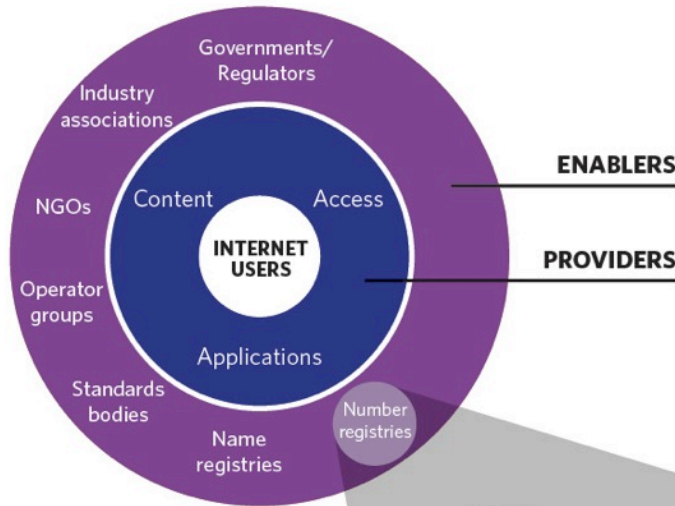 Governments/
Regulators
Industry
associations
NGOs
Operator
groups
Standards
bodies
Name
registries
Number
registries
Content
Access
Applications
INTERNET
USERS
ENABLERS
PROVIDERS